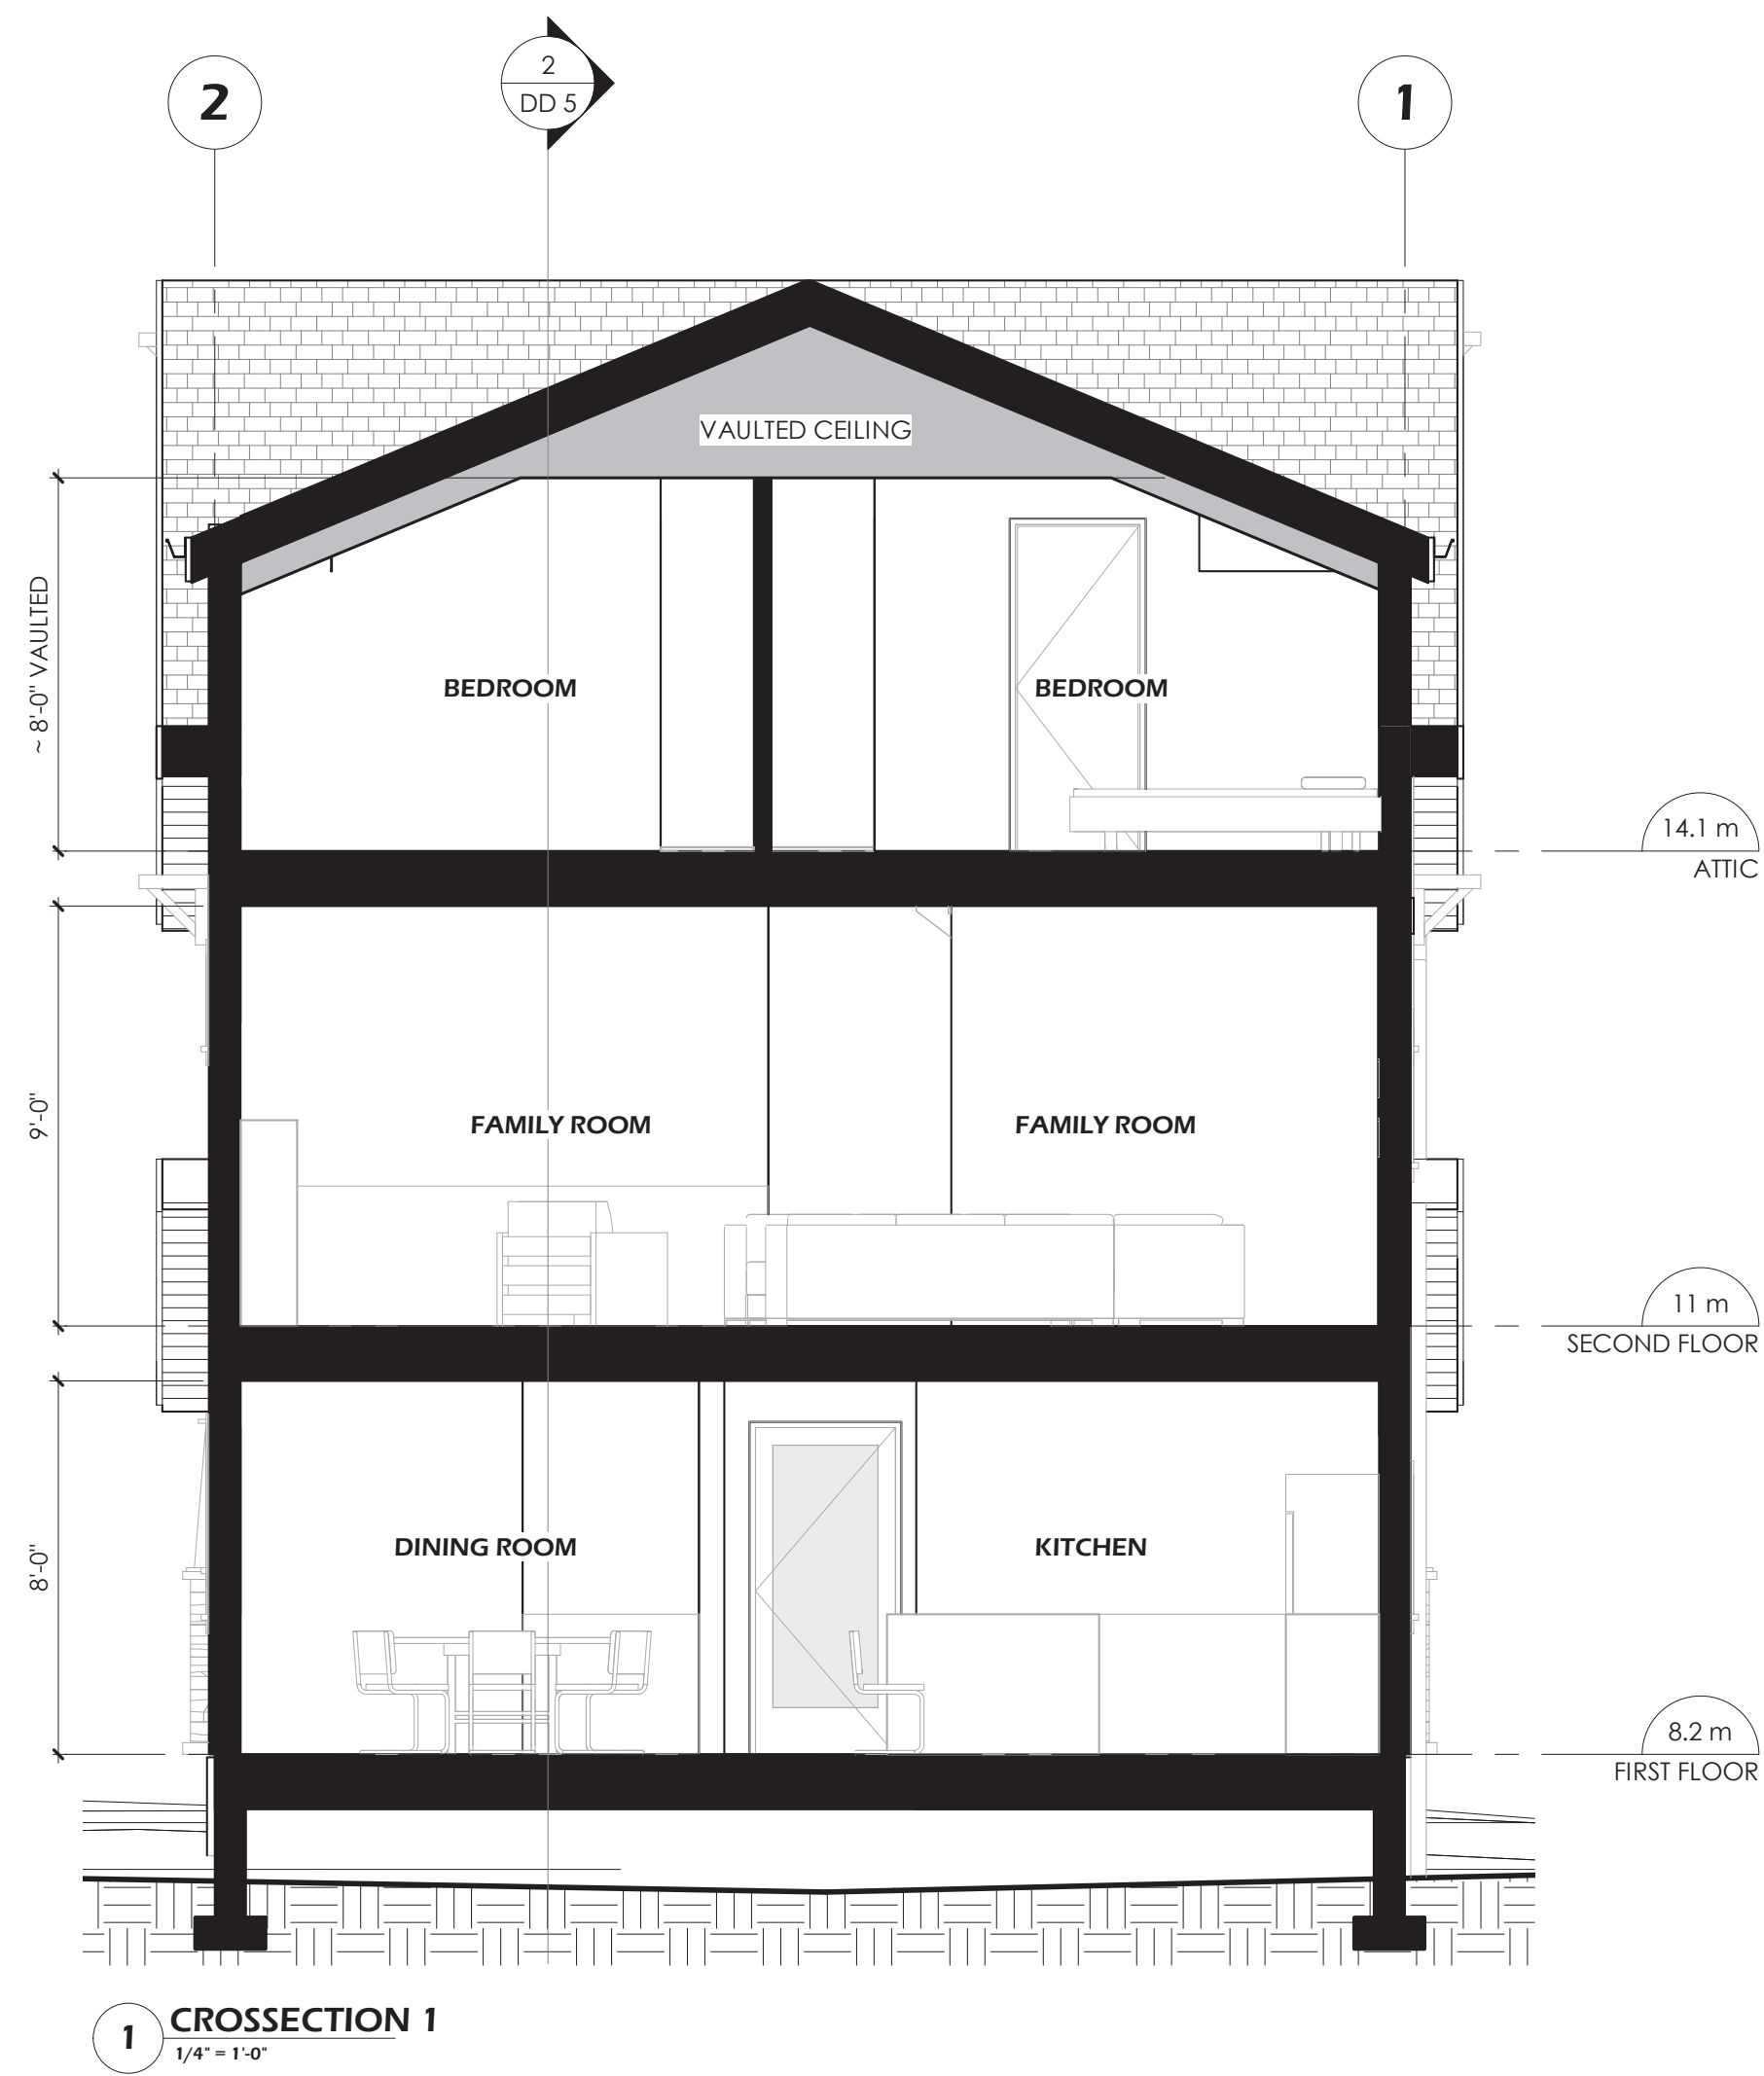 2
2
DD 5
1
VAULTED CEILING
~ 8'-0" VAULTED
BEDROOM
BEDROOM
14.1 m
ATTIC
9'-0"
FAMILY ROOM
FAMILY ROOM
11 m
SECOND FLOOR
8'-0"
DINING ROOM
KITCHEN
8.2 m
FIRST FLOOR
1
CROSSECTION 1
1/4" = 1'-0"